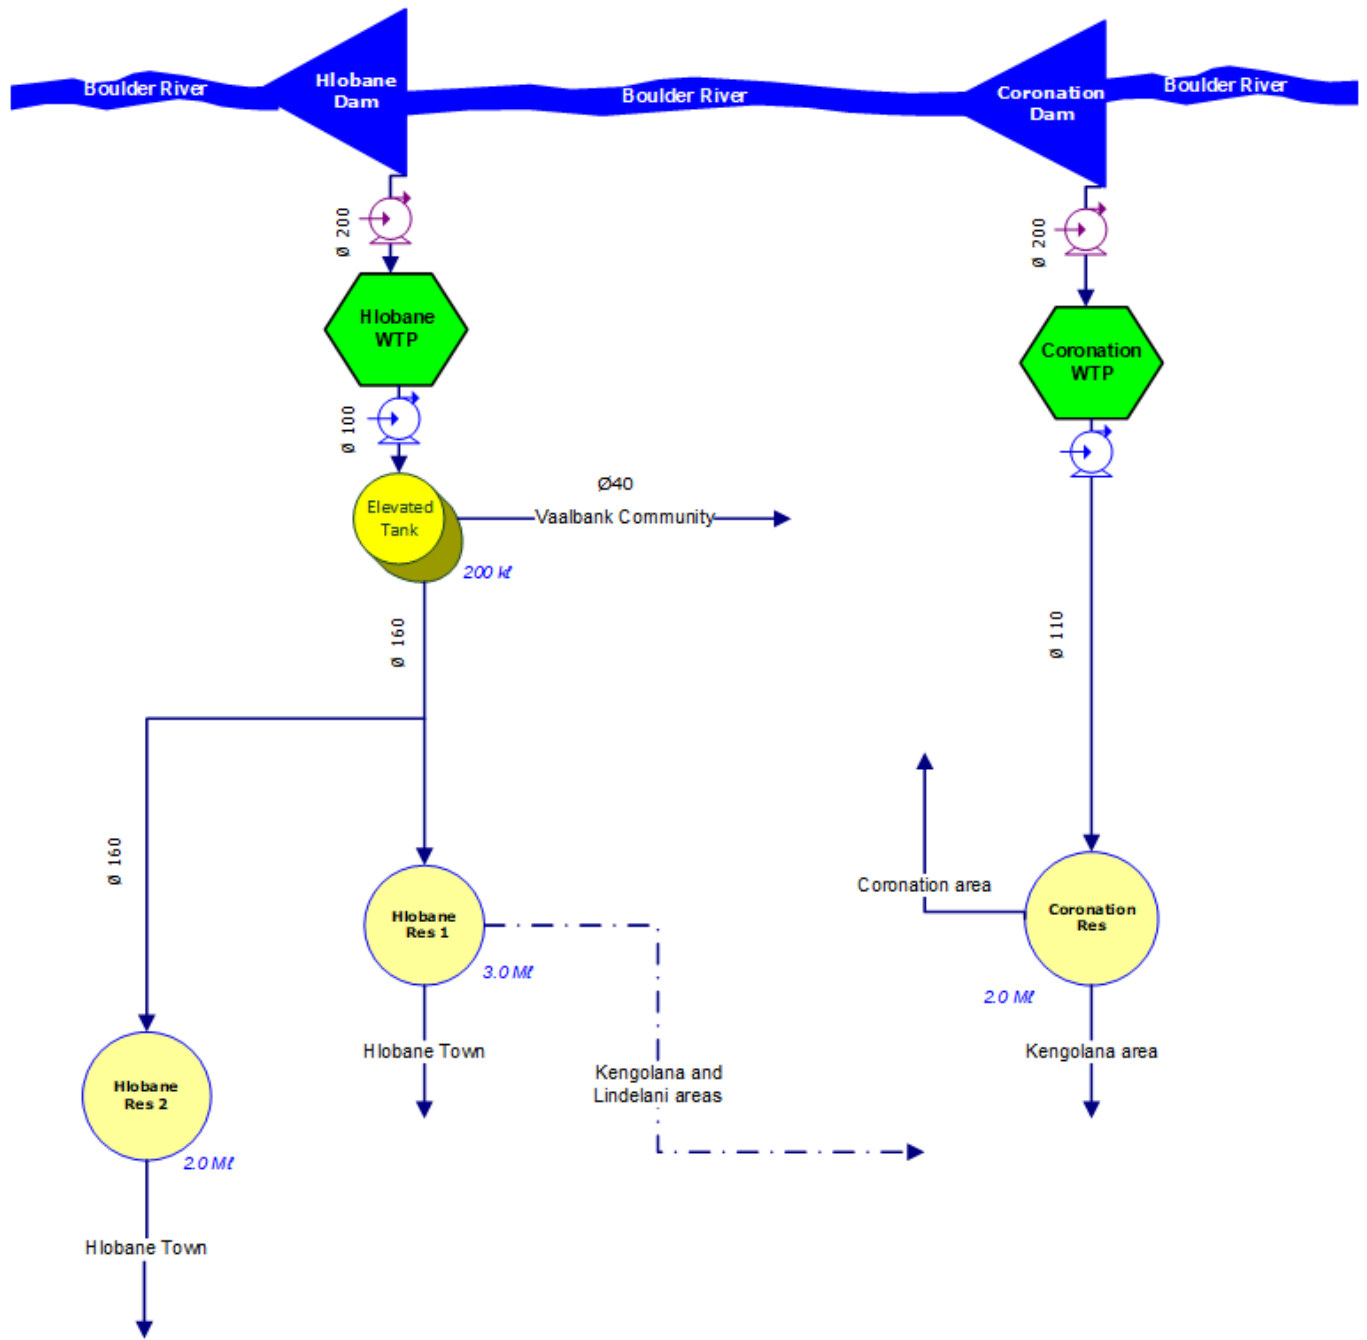 Boulder River
Hlobane
Dam
Boulder River
Coronation
Dam
Boulder River
Ø 200
Ø 200
Hlobane
WTP
Coronation
WTP
Ø 100
Elevated
Tank
Ø40
Vaalbank Community
200 kℓ
Ø 160
Ø 110
Ø 160
Hlobane
Res 1
3.0 Mℓ
Coronation area
Coronation
Res
2.0 Mℓ
Hlobane Town
Kengolana and
Lindelani areas
Kengolana area
Hlobane
Res 2
2.0 Mℓ
Hlobane Town